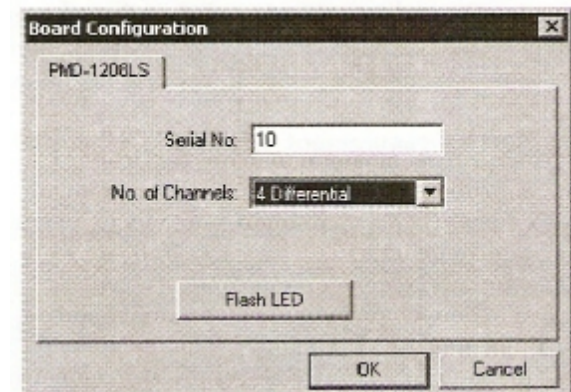 Board Configuration
PMD-1208LS
Serial No: 10
No. of Channels: 4 Differential
Flash LED
OK
Cancel